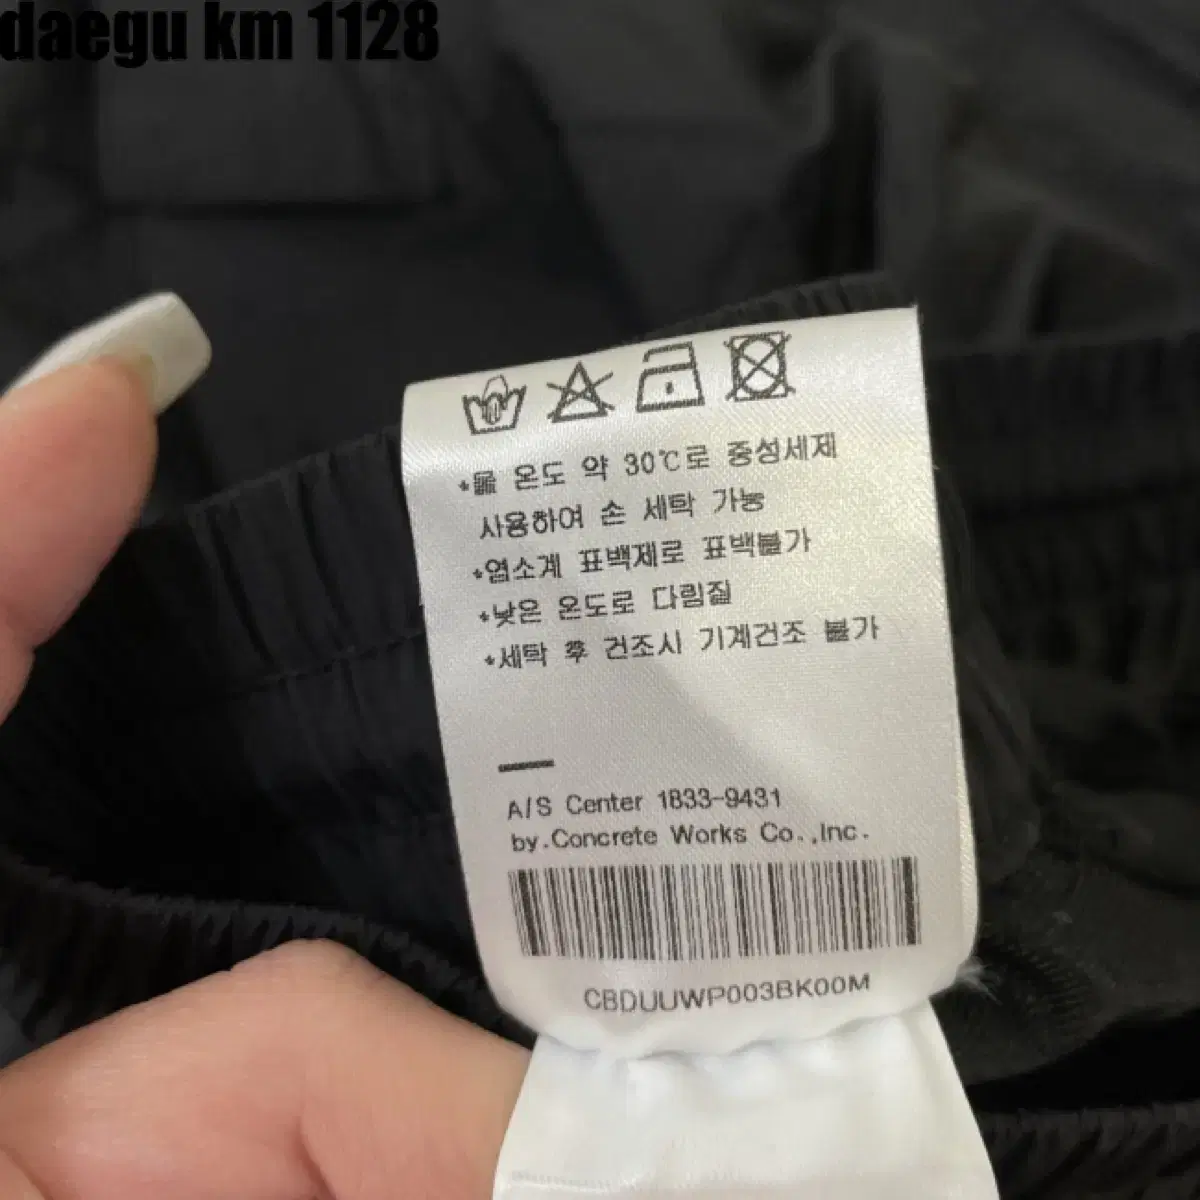 daegu km 1128
*물 온도 약 30℃로 중성세제
사용하여 손 세탁 가능
*염소계 표백제로 표백불가
*낮은 온도로 다림질
*세탁 후 건조시 기계건조 불가
A/S Center 1833-9431
by.Concrete Works Co.,Inc.
CBDUUWP003BK00M